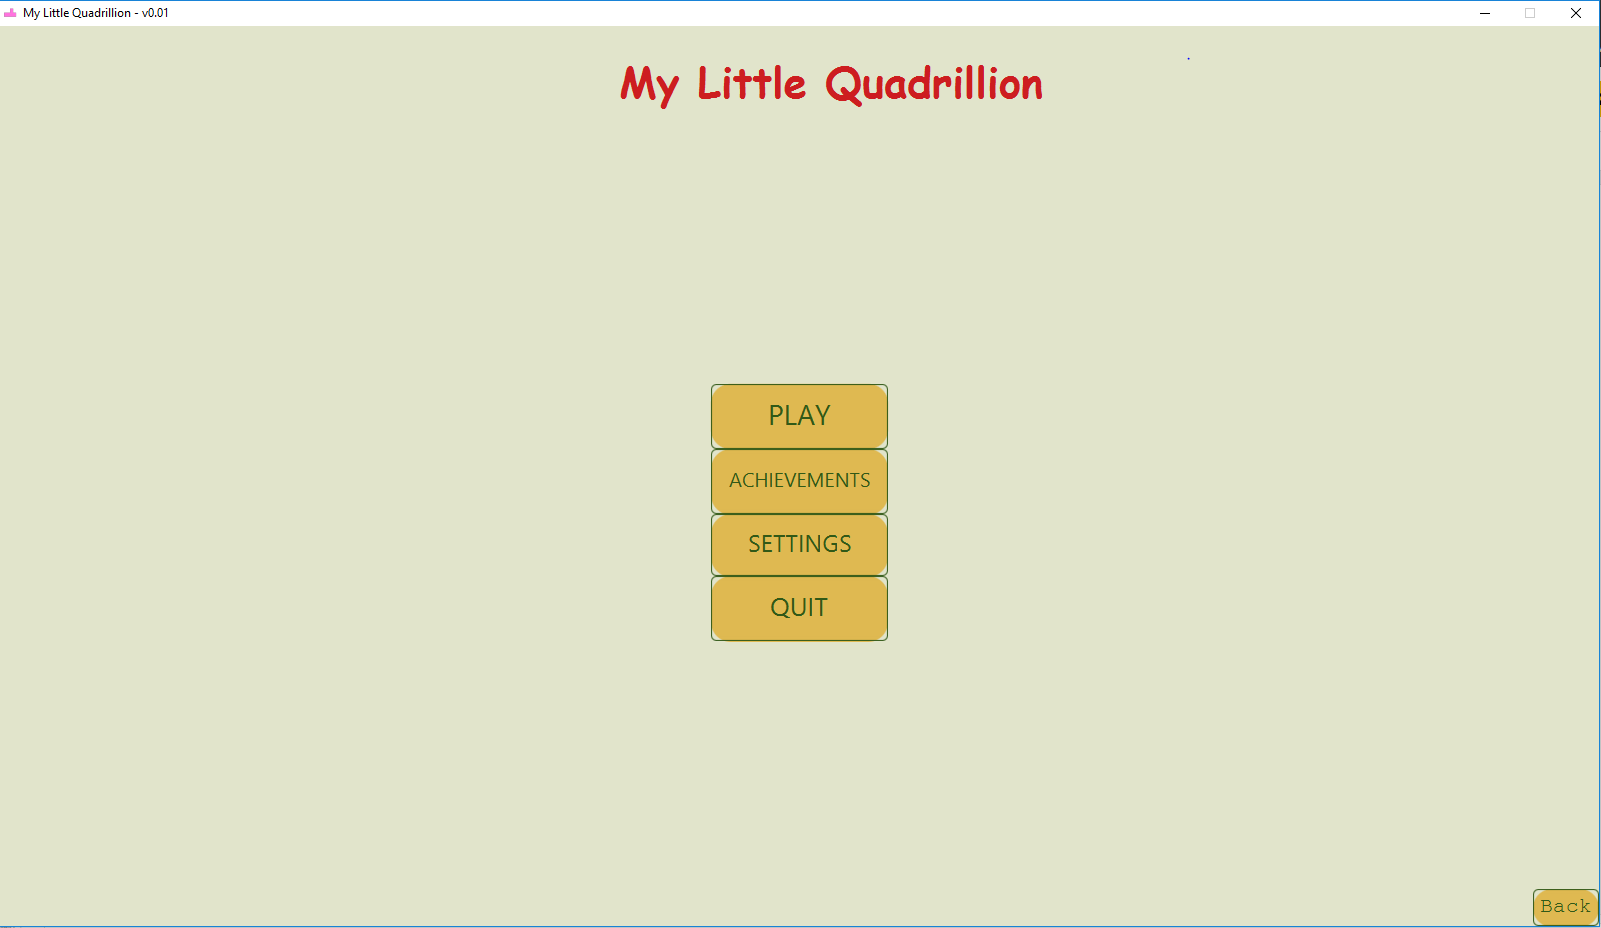 My Little Quadrillion - v0.01
My Little Quadrillion
PLAY
ACHIEVEMENTS
SETTINGS
QUIT
Back